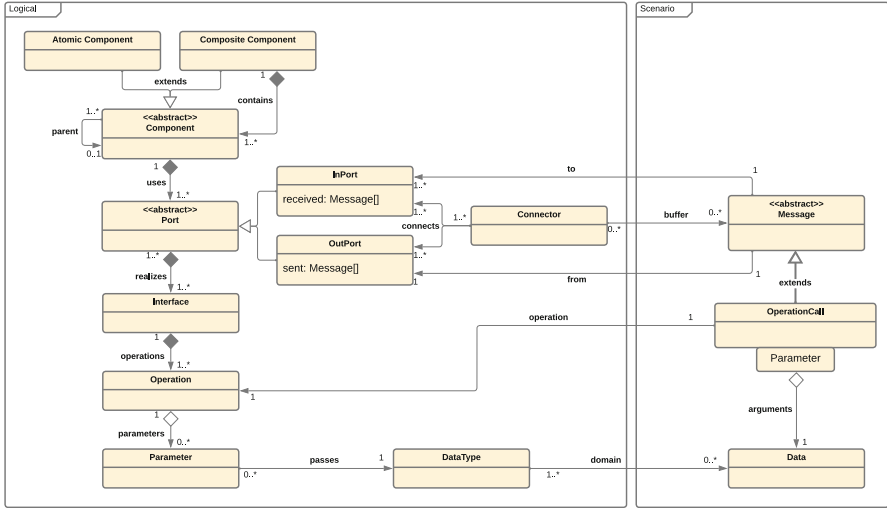 Logical
Scenario
Atomic Component
Composite Component
extends
1
contains
1..*
<<abstract>>
Component
1..*
parent
0..1
1
uses
1..*
<<abstract>>
Port
1..*
realizes
1..*
Interface
1
operations
1..*
Operation
1
1
parameters
0..*
Parameter
0..*
passes
1
DataType
1..*
domain
0..*
Data
InPort
received: Message[]
1..*
1..*
to
1
connects
1..*
Connector
0..*
buffer
0..*
<<abstract>>
Message
OutPort
sent: Message[]
1..*
1
from
1
extends
operation
1
OperationCall
Parameter
arguments
1